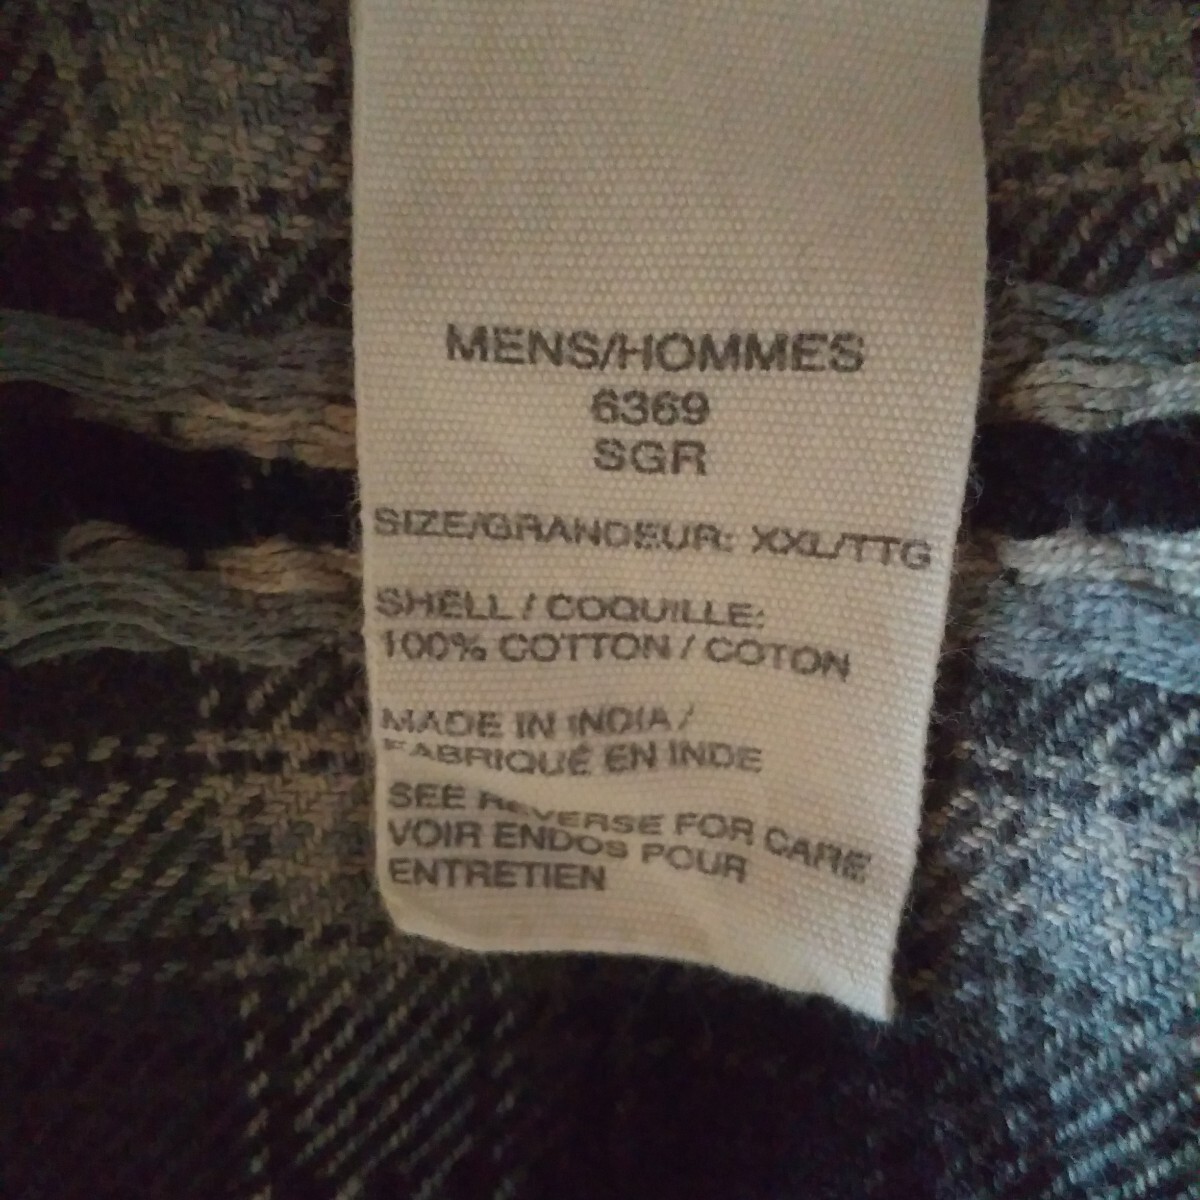 MENS/HOMMES
6369
SGR
SIZE/GRANDEUR: XXL/TTG
SHELL / COQUILLE:
100% COTTON / COTON
MADE IN INDIA /
FABRIQUÉ EN INDE
SEE REVERSE FOR CARE
VOIR ENDOS POUR
ENTRETIEN